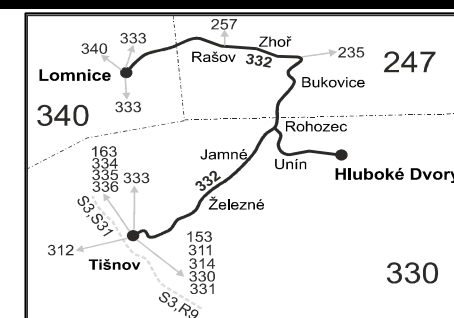 257
333
Zhoř
340
Rašov
332
235
247
Lomnice
Bukovice
333
340
Rohozec
163
334
335
336
333
Jamné
Unín
Hluboké Dvory
332
Železné
S3,S31
153
311
314
330
331
312
Tišnov
330
S3,R9